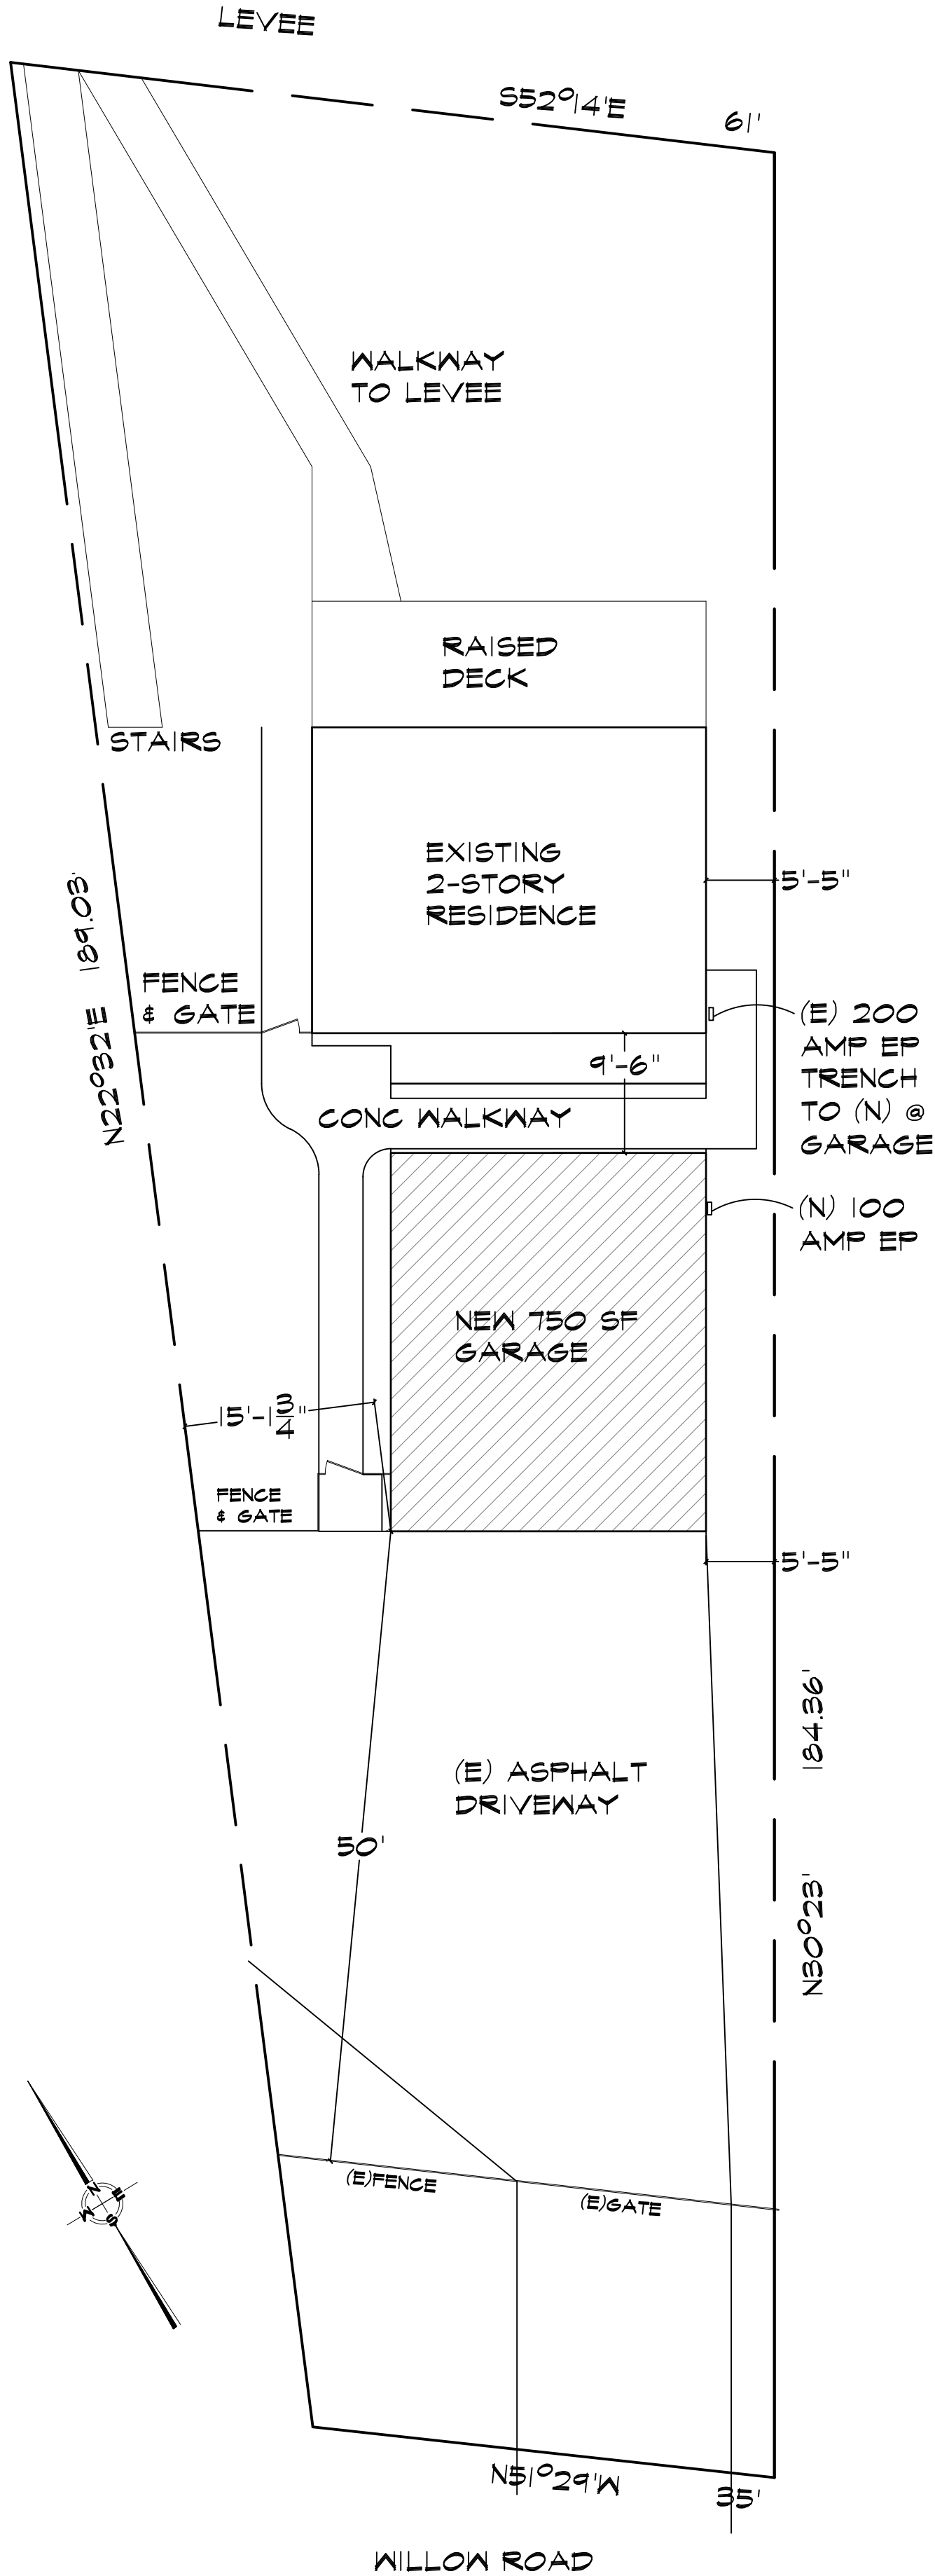 LEVEE
S52°14'E
61'
WALKWAY
TO LEVEE
RAISED
DECK
STAIRS
EXISTING
2-STORY
RESIDENCE
5'-5"
N22°32'E 189.03'
FENCE
& GATE
(E) 200
AMP EP
TRENCH
TO (N) @
GARAGE
9'-6"
CONC WALKWAY
(N) 100
AMP EP
NEW 750 SF
GARAGE
15'-1 3/4"
FENCE
& GATE
5'-5"
(E) ASPHALT
DRIVEWAY
50'
N30°23' 184.36'
(E)FENCE
(E)GATE
N
E
W
S
N51°29'W
35'
WILLOW ROAD